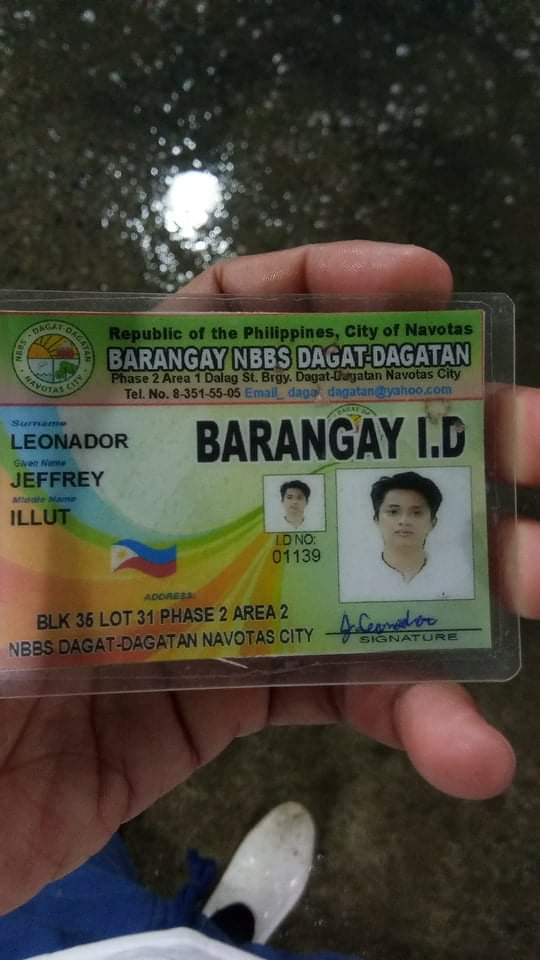 NBBS - DAGAT-DAGATAN
NAVOTAS CITY
Republic of the Philippines, City of Navotas
BARANGAY NBBS DAGAT-DAGATAN
Phase 2 Area 1 Dalag St. Brgy. Dagat-Dagatan Navotas City
Tel. No. 8-351-55-05 Email_ daga dagatan@yahoo.com
BARANGAY I.D
Surname
LEONADOR
Given Name
JEFFREY
Middle Name
ILLUT
I.D NO:
01139
ADDRESS:
BLK 35 LOT 31 PHASE 2 AREA 2
NBBS DAGAT-DAGATAN NAVOTAS CITY
J. Leonador
SIGNATURE